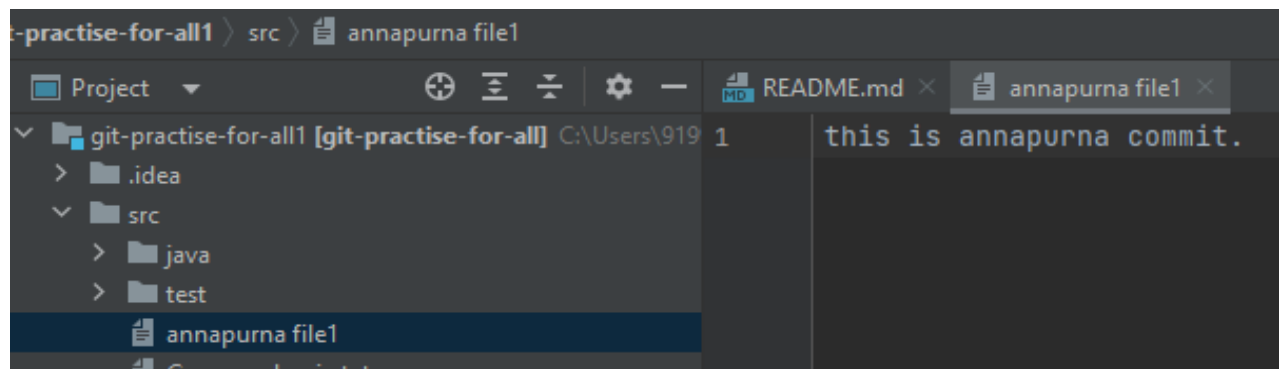 -practise-for-all1 〉 src 〉 annapurna file1
Project
README.md
annapurna file1
git-practise-for-all1 [git-practise-for-all] C:\Users\919
1 this is annapurna commit.
.idea
src
java
test
annapurna file1